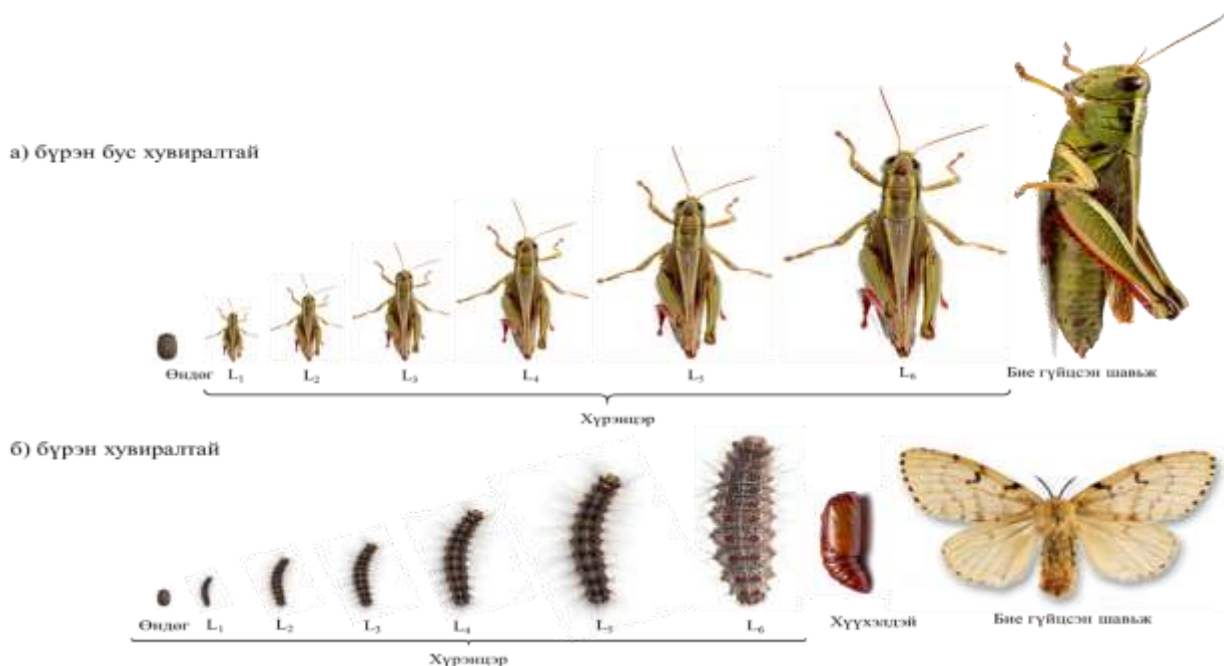 а) бүрэн бус хувиралтай
Өндөг L₁ L₂ L₃ L₄ L₅ L₆ Бие гүйцсэн шавьж
Хүрэнцэр
б) бүрэн хувиралтай
Өндөг L₁ L₂ L₃ L₄ L₅ L₆ Хүүхэлдэй Бие гүйцсэн шавьж
Хүрэнцэр